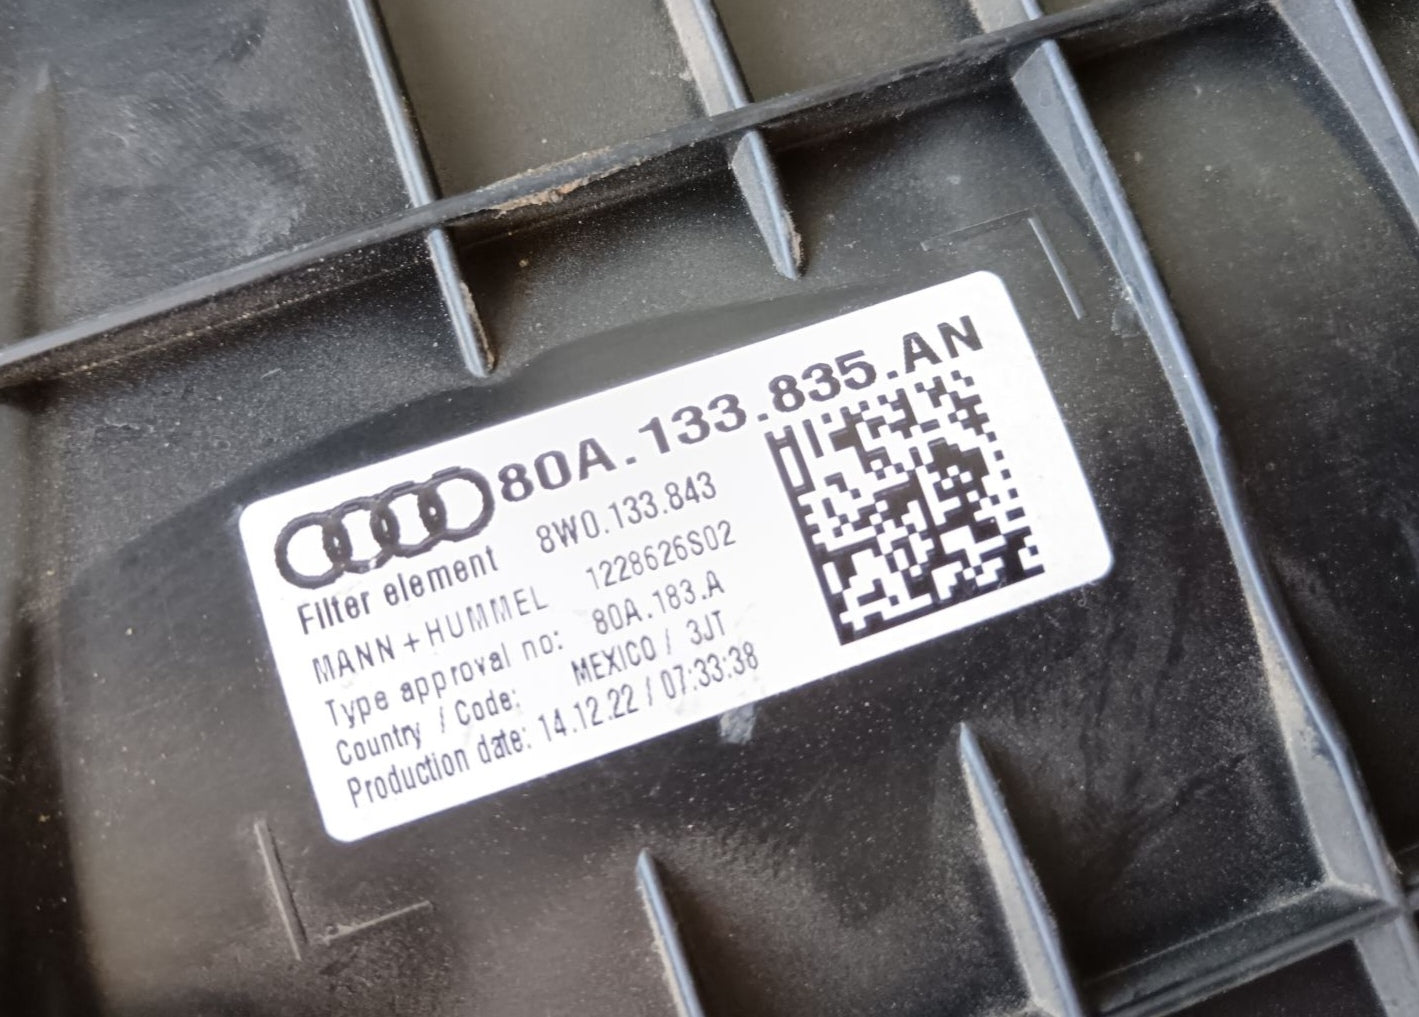 80A.133.835.AN
Filter element 8W0.133.843
MANN+HUMMEL 1228626S02
Type approval no: 80A.183.A
Country / Code: MEXICO / 3JT
Production date: 14.12.22 / 07:33:38